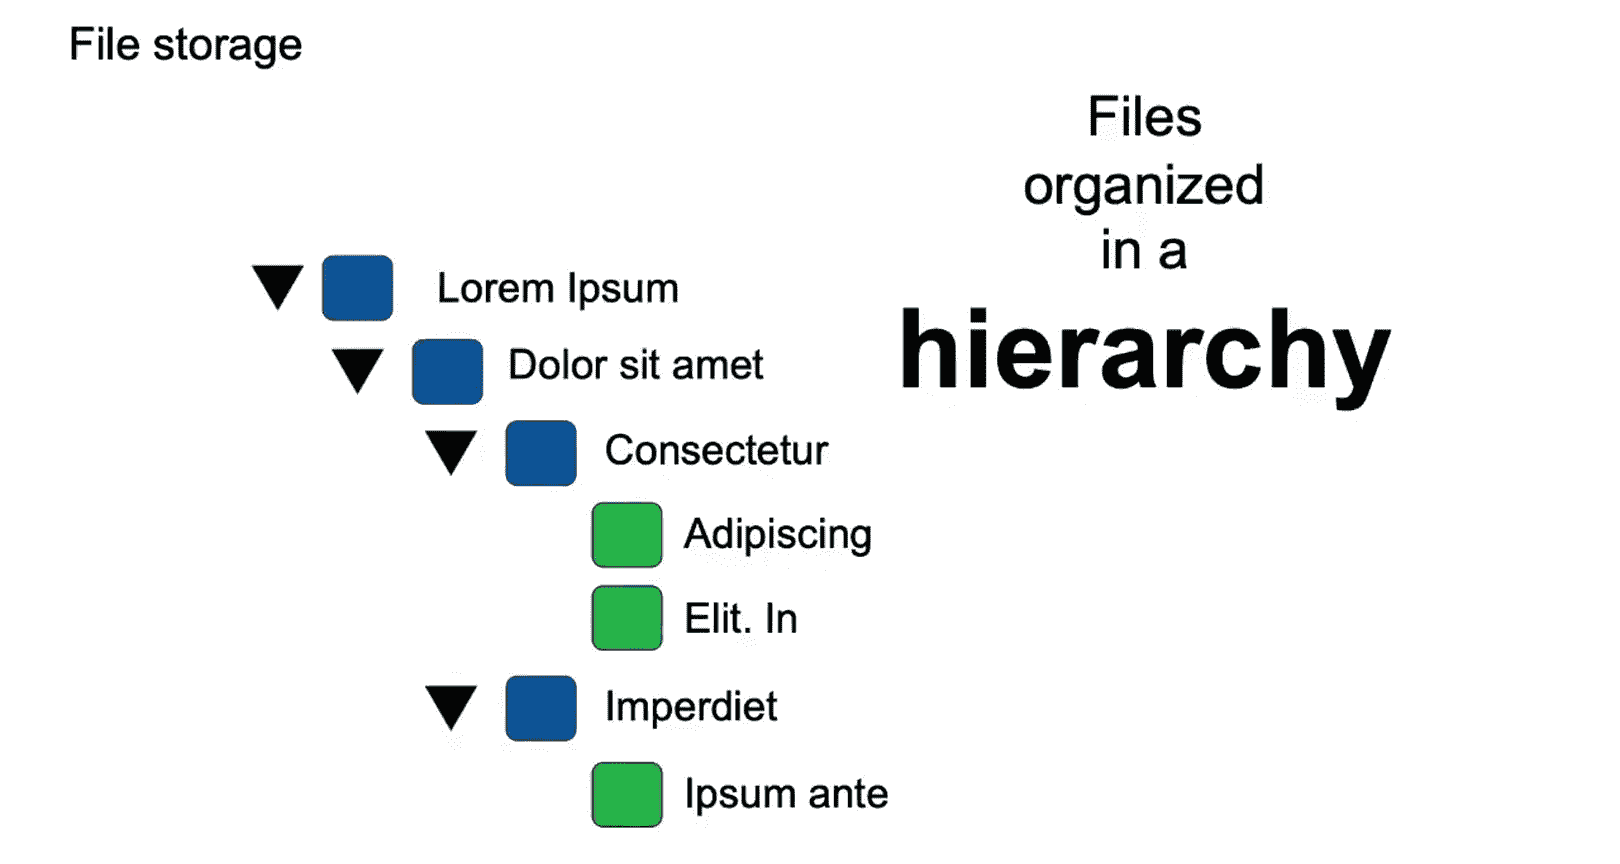 File storage
Files
organized
in a
hierarchy
Lorem Ipsum
Dolor sit amet
Consectetur
Adipiscing
Elit. In
Imperdiet
Ipsum ante